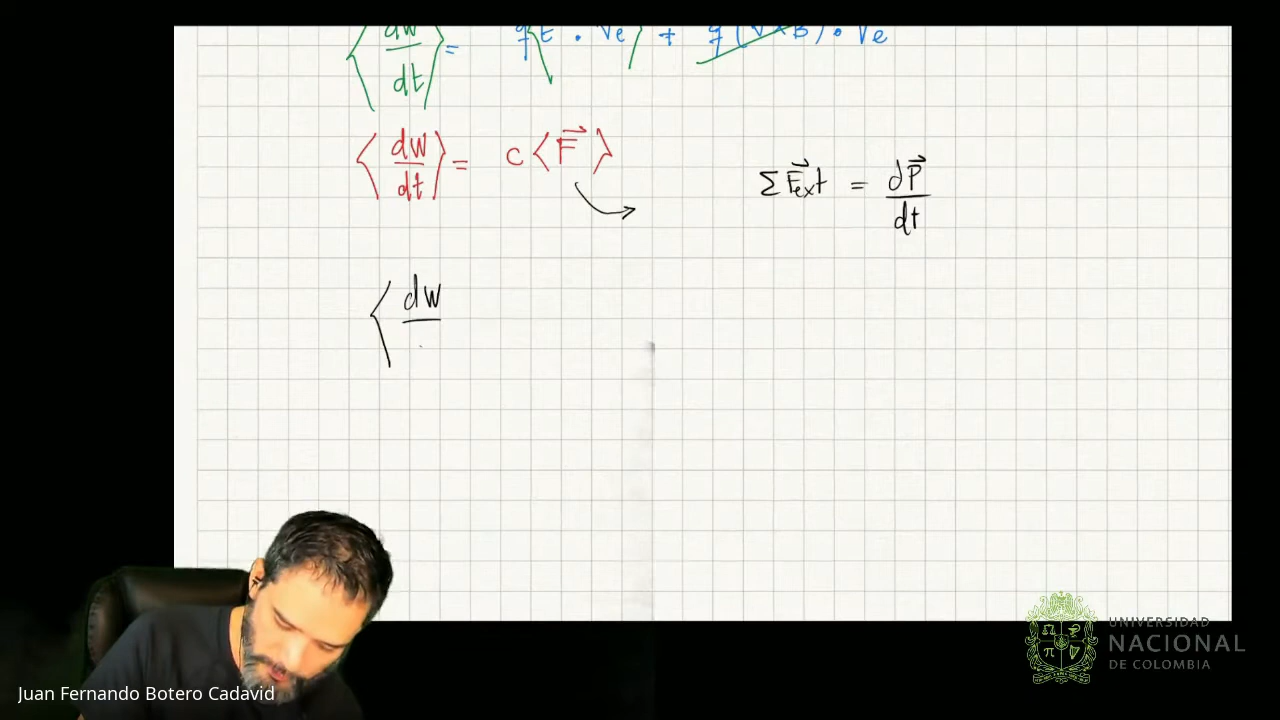 ⟨dw/dt⟩ = q⟨E · Ve⟩ + q(V×B) · Ve
⟨dw/dt⟩ = c⟨F⃗⟩
ΣF⃗ext = dP⃗/dt
⟨dw
UNIVERSIDAD
NACIONAL
DE COLOMBIA
Juan Fernando Botero Cadavid